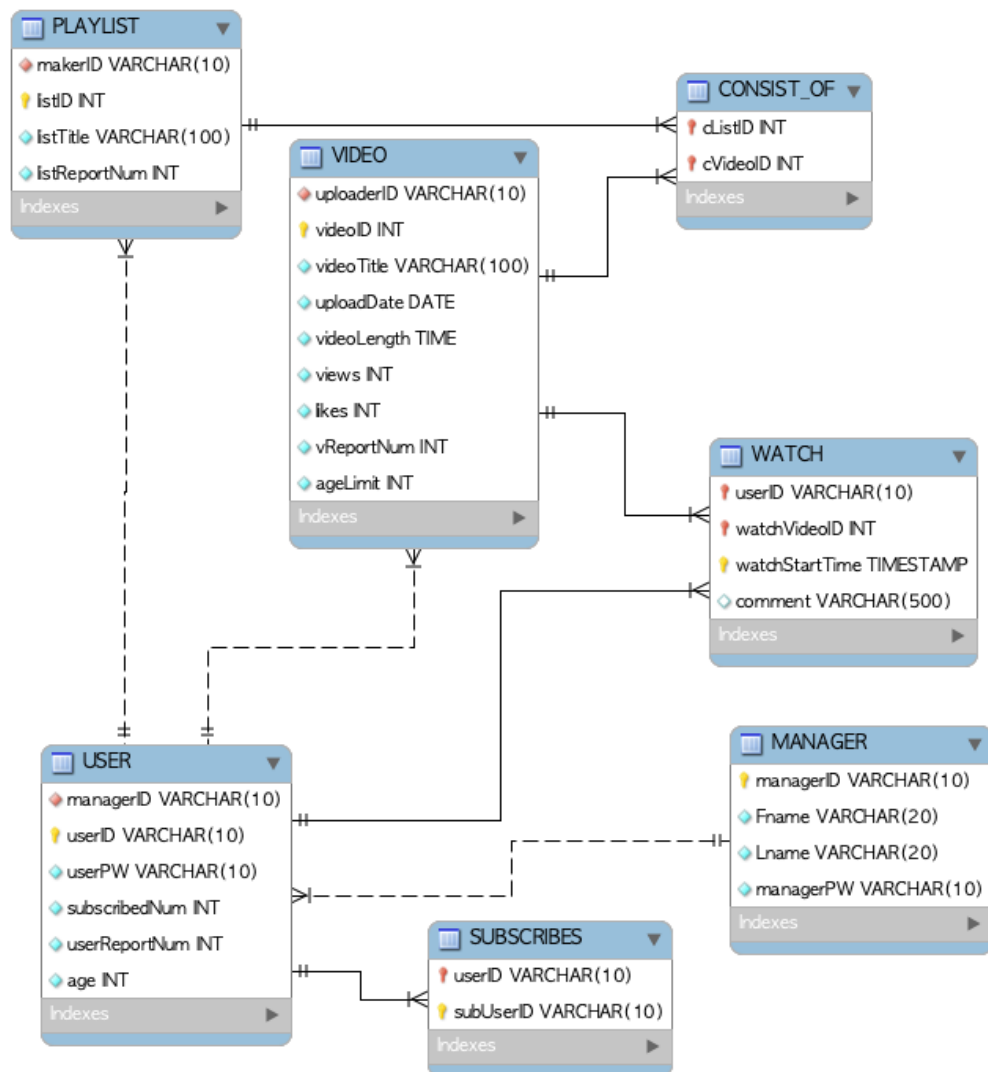 PLAYLIST
makerID VARCHAR(10)
listID INT
listTitle VARCHAR(100)
listReportNum INT
Indexes
CONSIST_OF
cListID INT
cVideoID INT
Indexes
VIDEO
uploaderID VARCHAR(10)
videoID INT
videoTitle VARCHAR(100)
uploadDate DATE
videoLength TIME
views INT
likes INT
vReportNum INT
ageLimit INT
Indexes
WATCH
userID VARCHAR(10)
watchVideoID INT
watchStartTime TIMESTAMP
comment VARCHAR(500)
Indexes
USER
managerID VARCHAR(10)
userID VARCHAR(10)
userPW VARCHAR(10)
subscribedNum INT
userReportNum INT
age INT
Indexes
MANAGER
managerID VARCHAR(10)
Fname VARCHAR(20)
Lname VARCHAR(20)
managerPW VARCHAR(10)
Indexes
SUBSCRIBES
userID VARCHAR(10)
subUserID VARCHAR(10)
Indexes